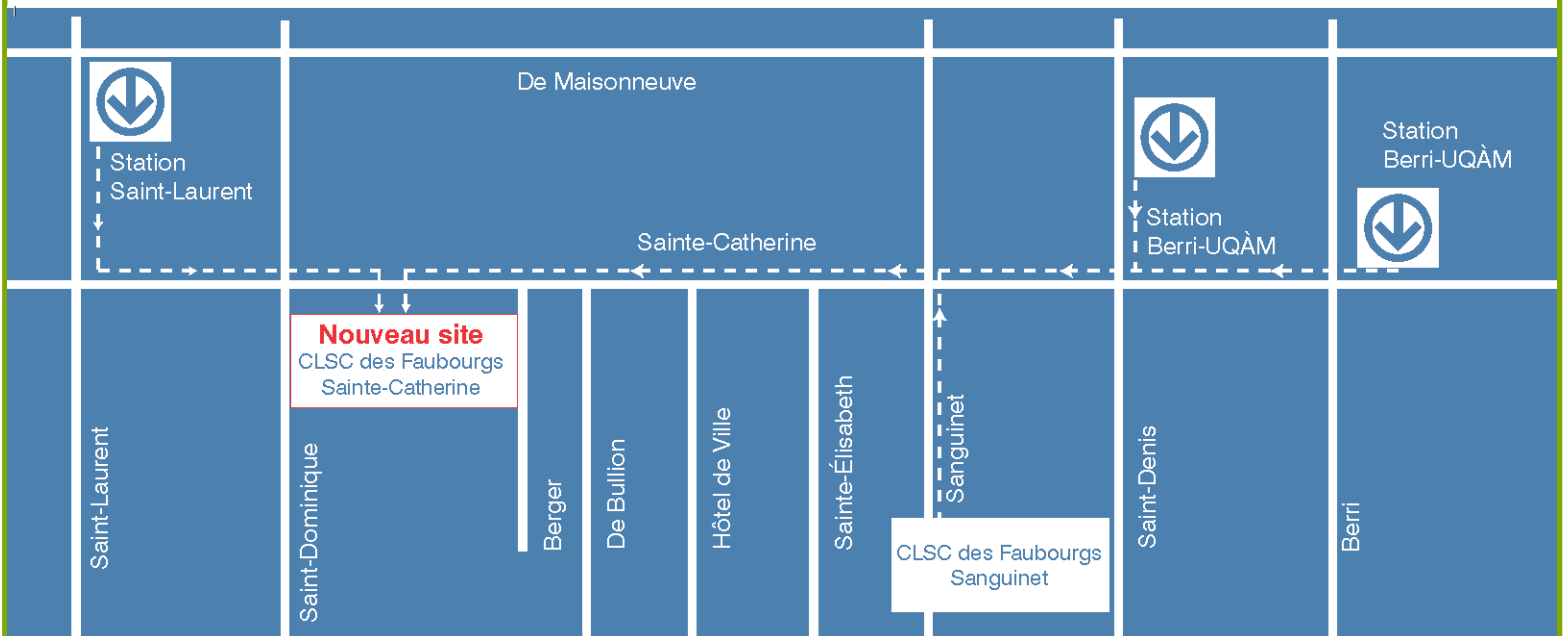 De Maisonneuve
Station
Saint-Laurent
Station
Berri-UQÀM
Station
Berri-UQÀM
Sainte-Catherine
Nouveau site
CLSC des Faubourgs
Sainte-Catherine
Saint-Laurent
Saint-Dominique
Berger
De Bullion
Hôtel de Ville
Sainte-Élisabeth
Sanguinet
Saint-Denis
Berri
CLSC des Faubourgs
Sanguinet